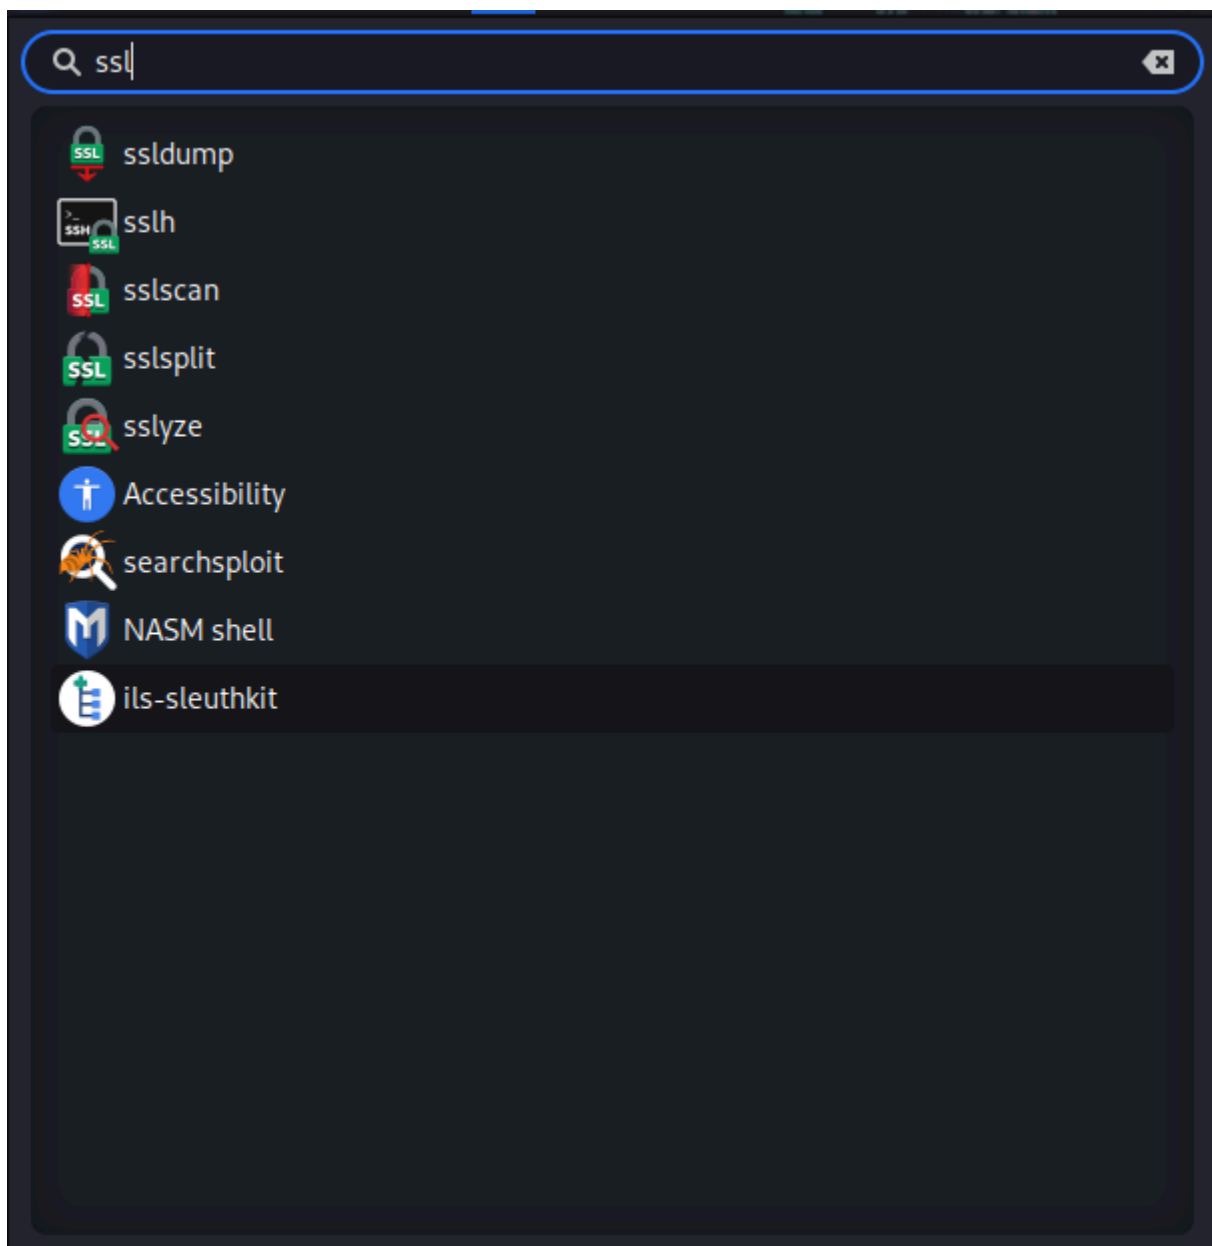 ssl
ssldump
sslh
sslscan
sslsplit
sslyze
Accessibility
searchsploit
NASM shell
ils-sleuthkit